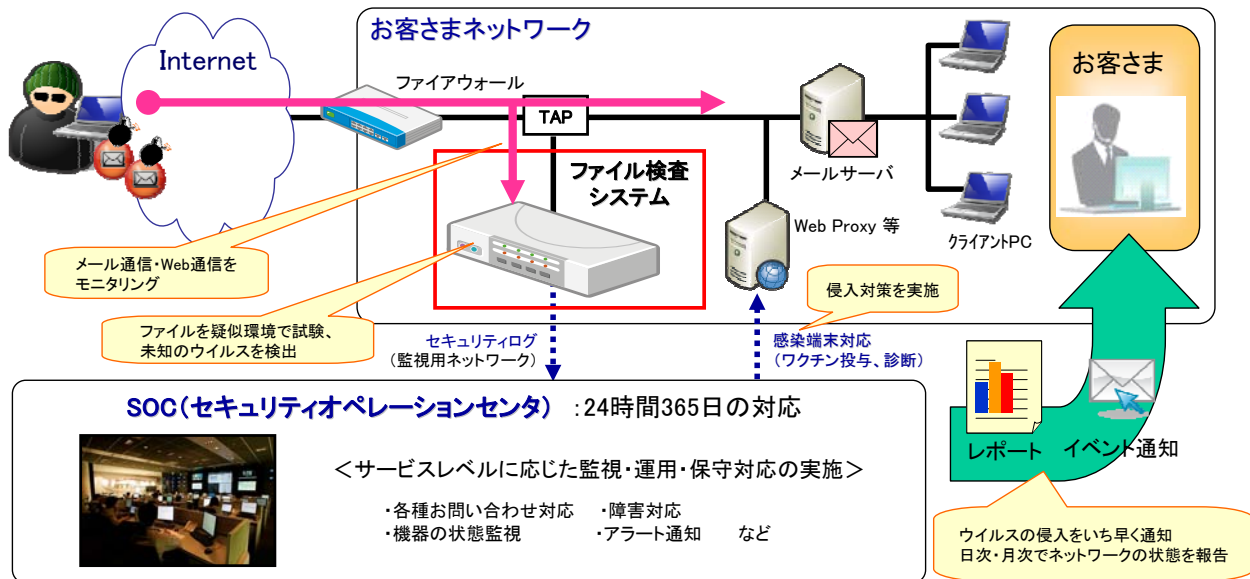 お客さまネットワーク
Internet
ファイアウォール
TAP
ファイル検査
システム
メールサーバ
Web Proxy 等
クライアントPC
お客さま
メール通信・Web通信を
モニタリング
ファイルを疑似環境で試験、
未知のウイルスを検出
セキュリティログ
（監視用ネットワーク）
侵入対策を実施
感染端末対応
（ワクチン投与、診断）
SOC（セキュリティオペレーションセンタ） ：24時間365日の対応
＜サービスレベルに応じた監視・運用・保守対応の実施＞
・各種お問い合わせ対応 ・障害対応
・機器の状態監視 ・アラート通知 など
レポート
イベント通知
ウイルスの侵入をいち早く通知
日次・月次でネットワークの状態を報告